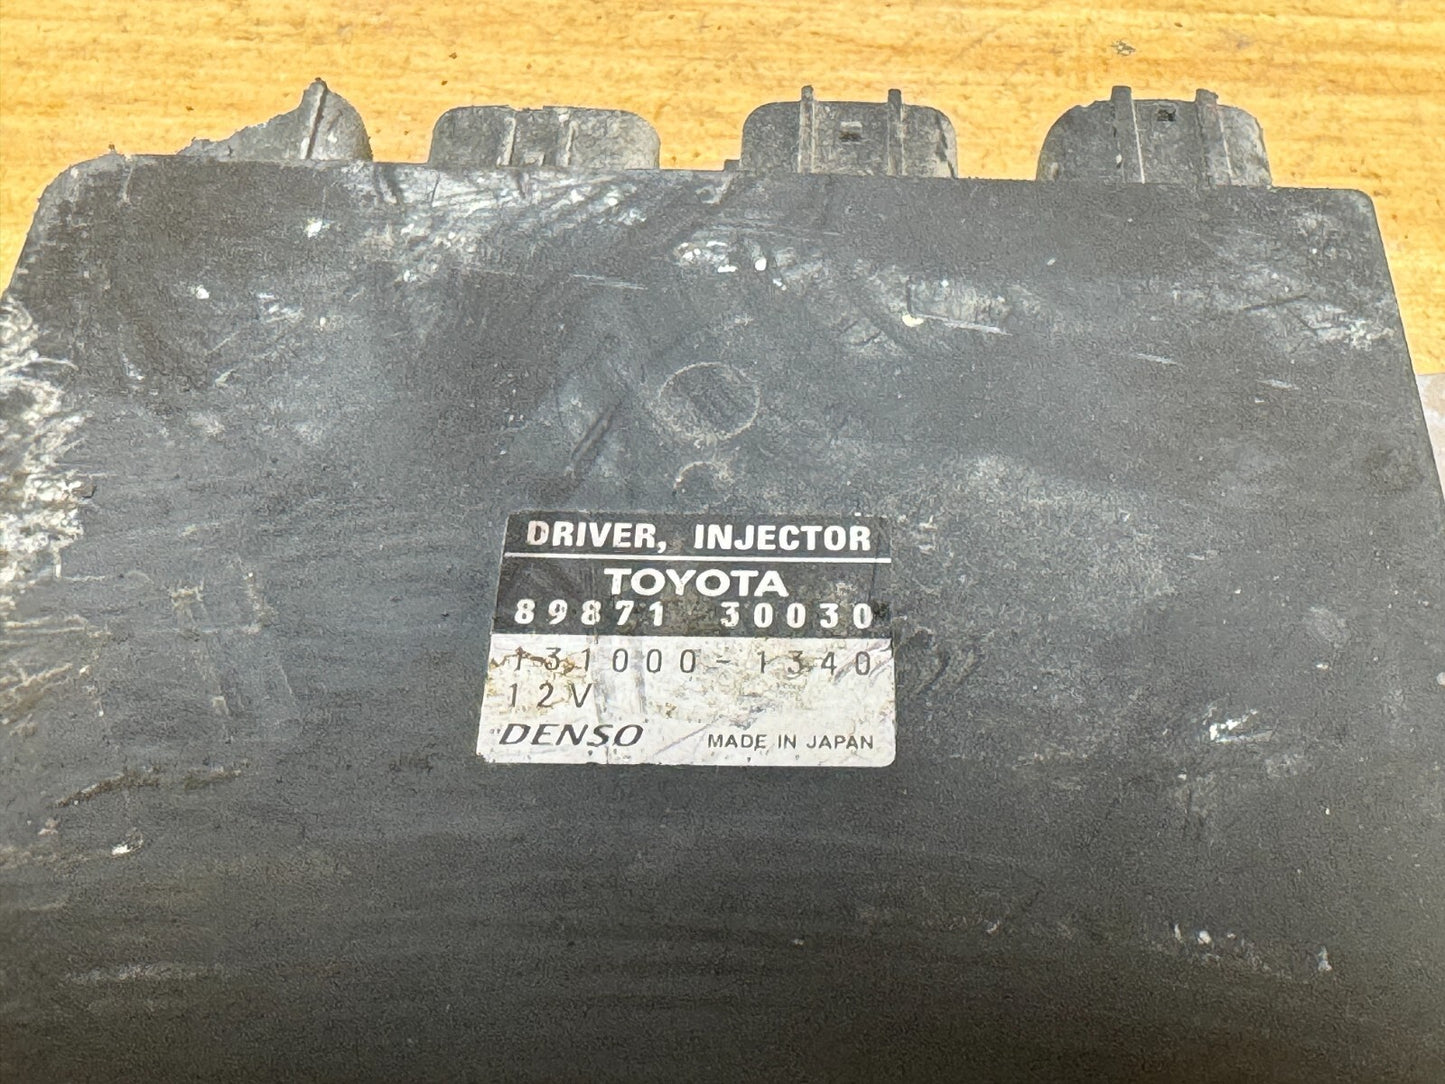 DRIVER, INJECTOR
TOYOTA
89871 30030
131000-1340
12V
DENSO MADE IN JAPAN